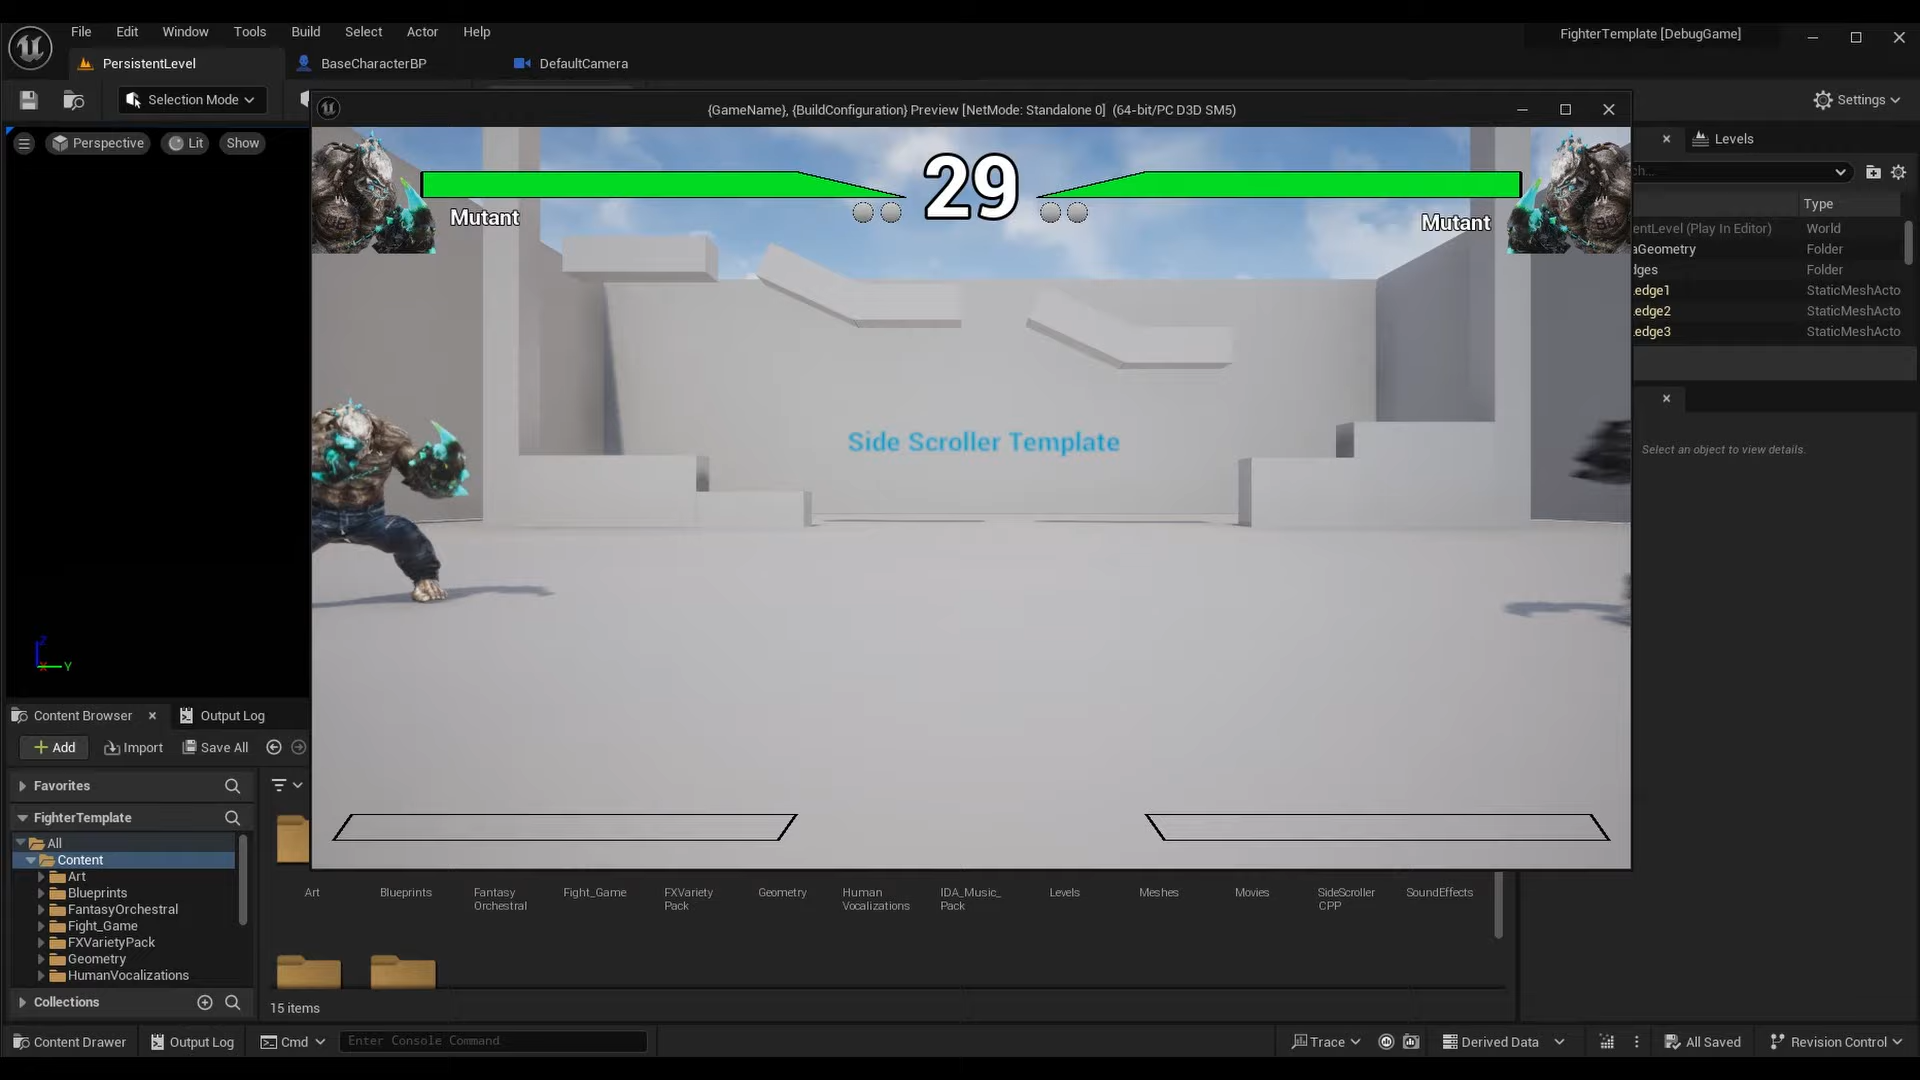 File Edit Window Tools Build Select Actor Help
FighterTemplate [DebugGame]
PersistentLevel
BaseCharacterBP
DefaultCamera
Selection Mode
Settings
{GameName}, {BuildConfiguration} Preview [NetMode: Standalone 0] (64-bit/PC D3D SM5)
Perspective
Lit
Show
Levels
29
Mutant
Mutant
Type
entLevel (Play In Editor) World
aGeometry Folder
dges Folder
edge1 StaticMeshActo
edge2 StaticMeshActo
edge3 StaticMeshActo
Side Scroller Template
Select an object to view details.
Z
Y
Content Browser
Output Log
Add
Import
Save All
Favorites
FighterTemplate
All
Content
Art
Blueprints
FantasyOrchestral
Fight_Game
FXVarietyPack
Geometry
HumanVocalizations
Collections
Art
Blueprints
Fantasy
Orchestral
Fight_Game
FXVariety
Pack
Geometry
Human
Vocalizations
IDA_Music_
Pack
Levels
Meshes
Movies
SideScroller
CPP
SoundEffects
15 items
Content Drawer
Output Log
Cmd
Enter Console Command
Trace
Derived Data
All Saved
Revision Control